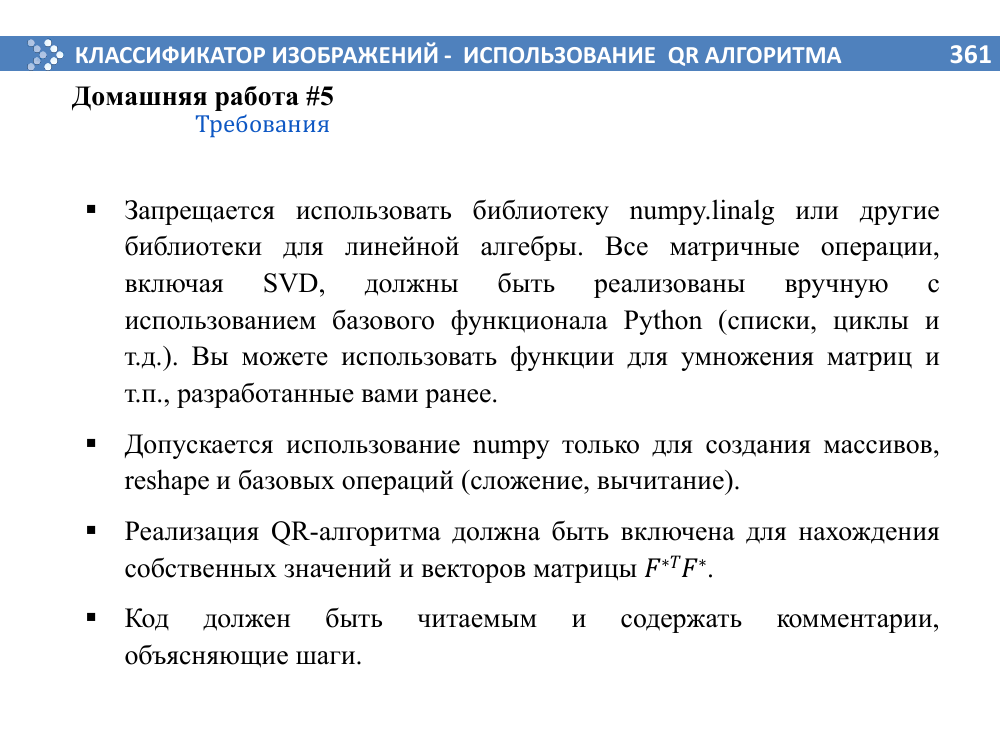 КЛАССИФИКАТОР ИЗОБРАЖЕНИЙ - ИСПОЛЬЗОВАНИЕ QR АЛГОРИТМА 361
Домашняя работа #5
Требования
▪ Запрещается использовать библиотеку numpy.linalg или другие
библиотеки для линейной алгебры. Все матричные операции,
включая SVD, должны быть реализованы вручную с
использованием базового функционала Python (списки, циклы и
т.д.). Вы можете использовать функции для умножения матриц и
т.п., разработанные вами ранее.
▪ Допускается использование numpy только для создания массивов,
reshape и базовых операций (сложение, вычитание).
▪ Реализация QR-алгоритма должна быть включена для нахождения
собственных значений и векторов матрицы F*ᵀF*.
▪ Код должен быть читаемым и содержать комментарии,
объясняющие шаги.